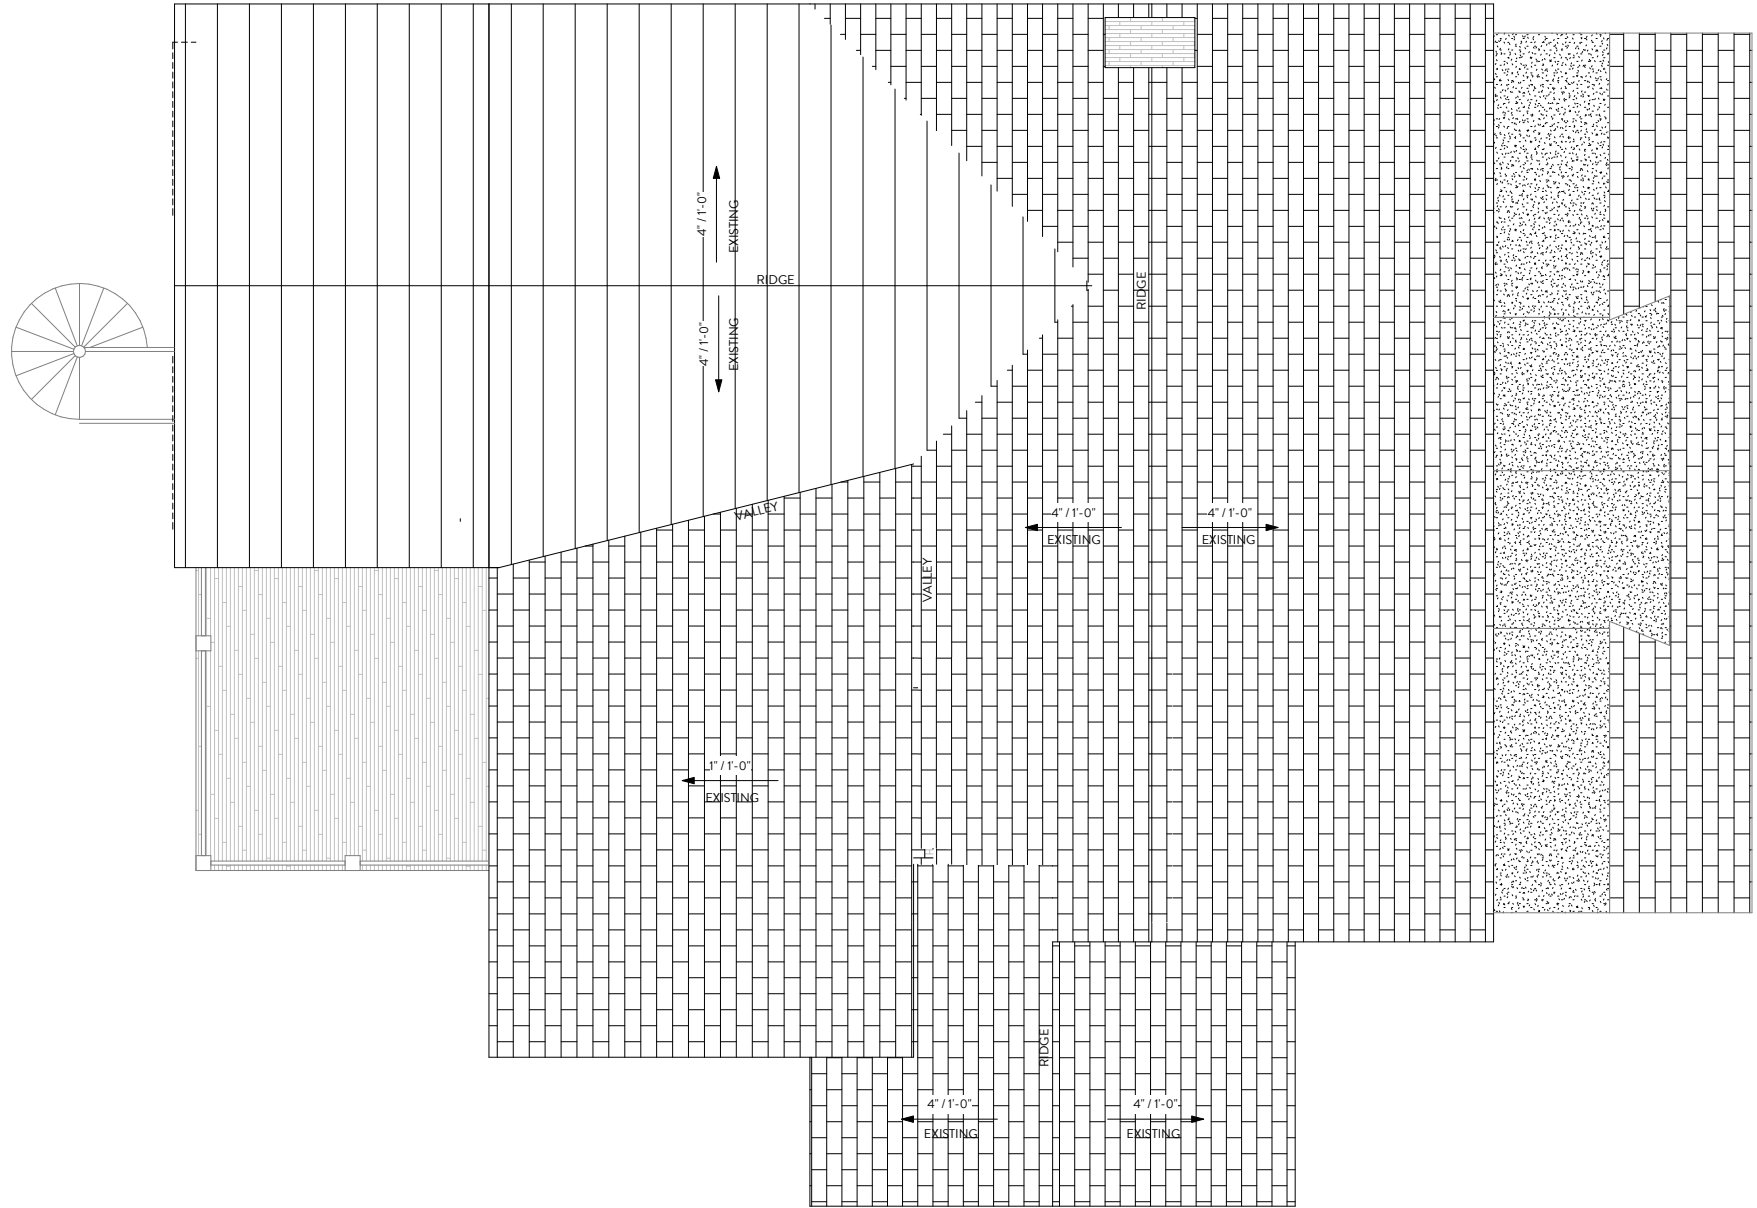 4" / 1'-0"
EXISTING
RIDGE
4" / 1'-0"
EXISTING
RIDGE
VALLEY
4" / 1'-0"
EXISTING
4" / 1'-0"
EXISTING
VALLEY
1" / 1'-0"
EXISTING
RIDGE
4" / 1'-0"
EXISTING
4" / 1'-0"
EXISTING